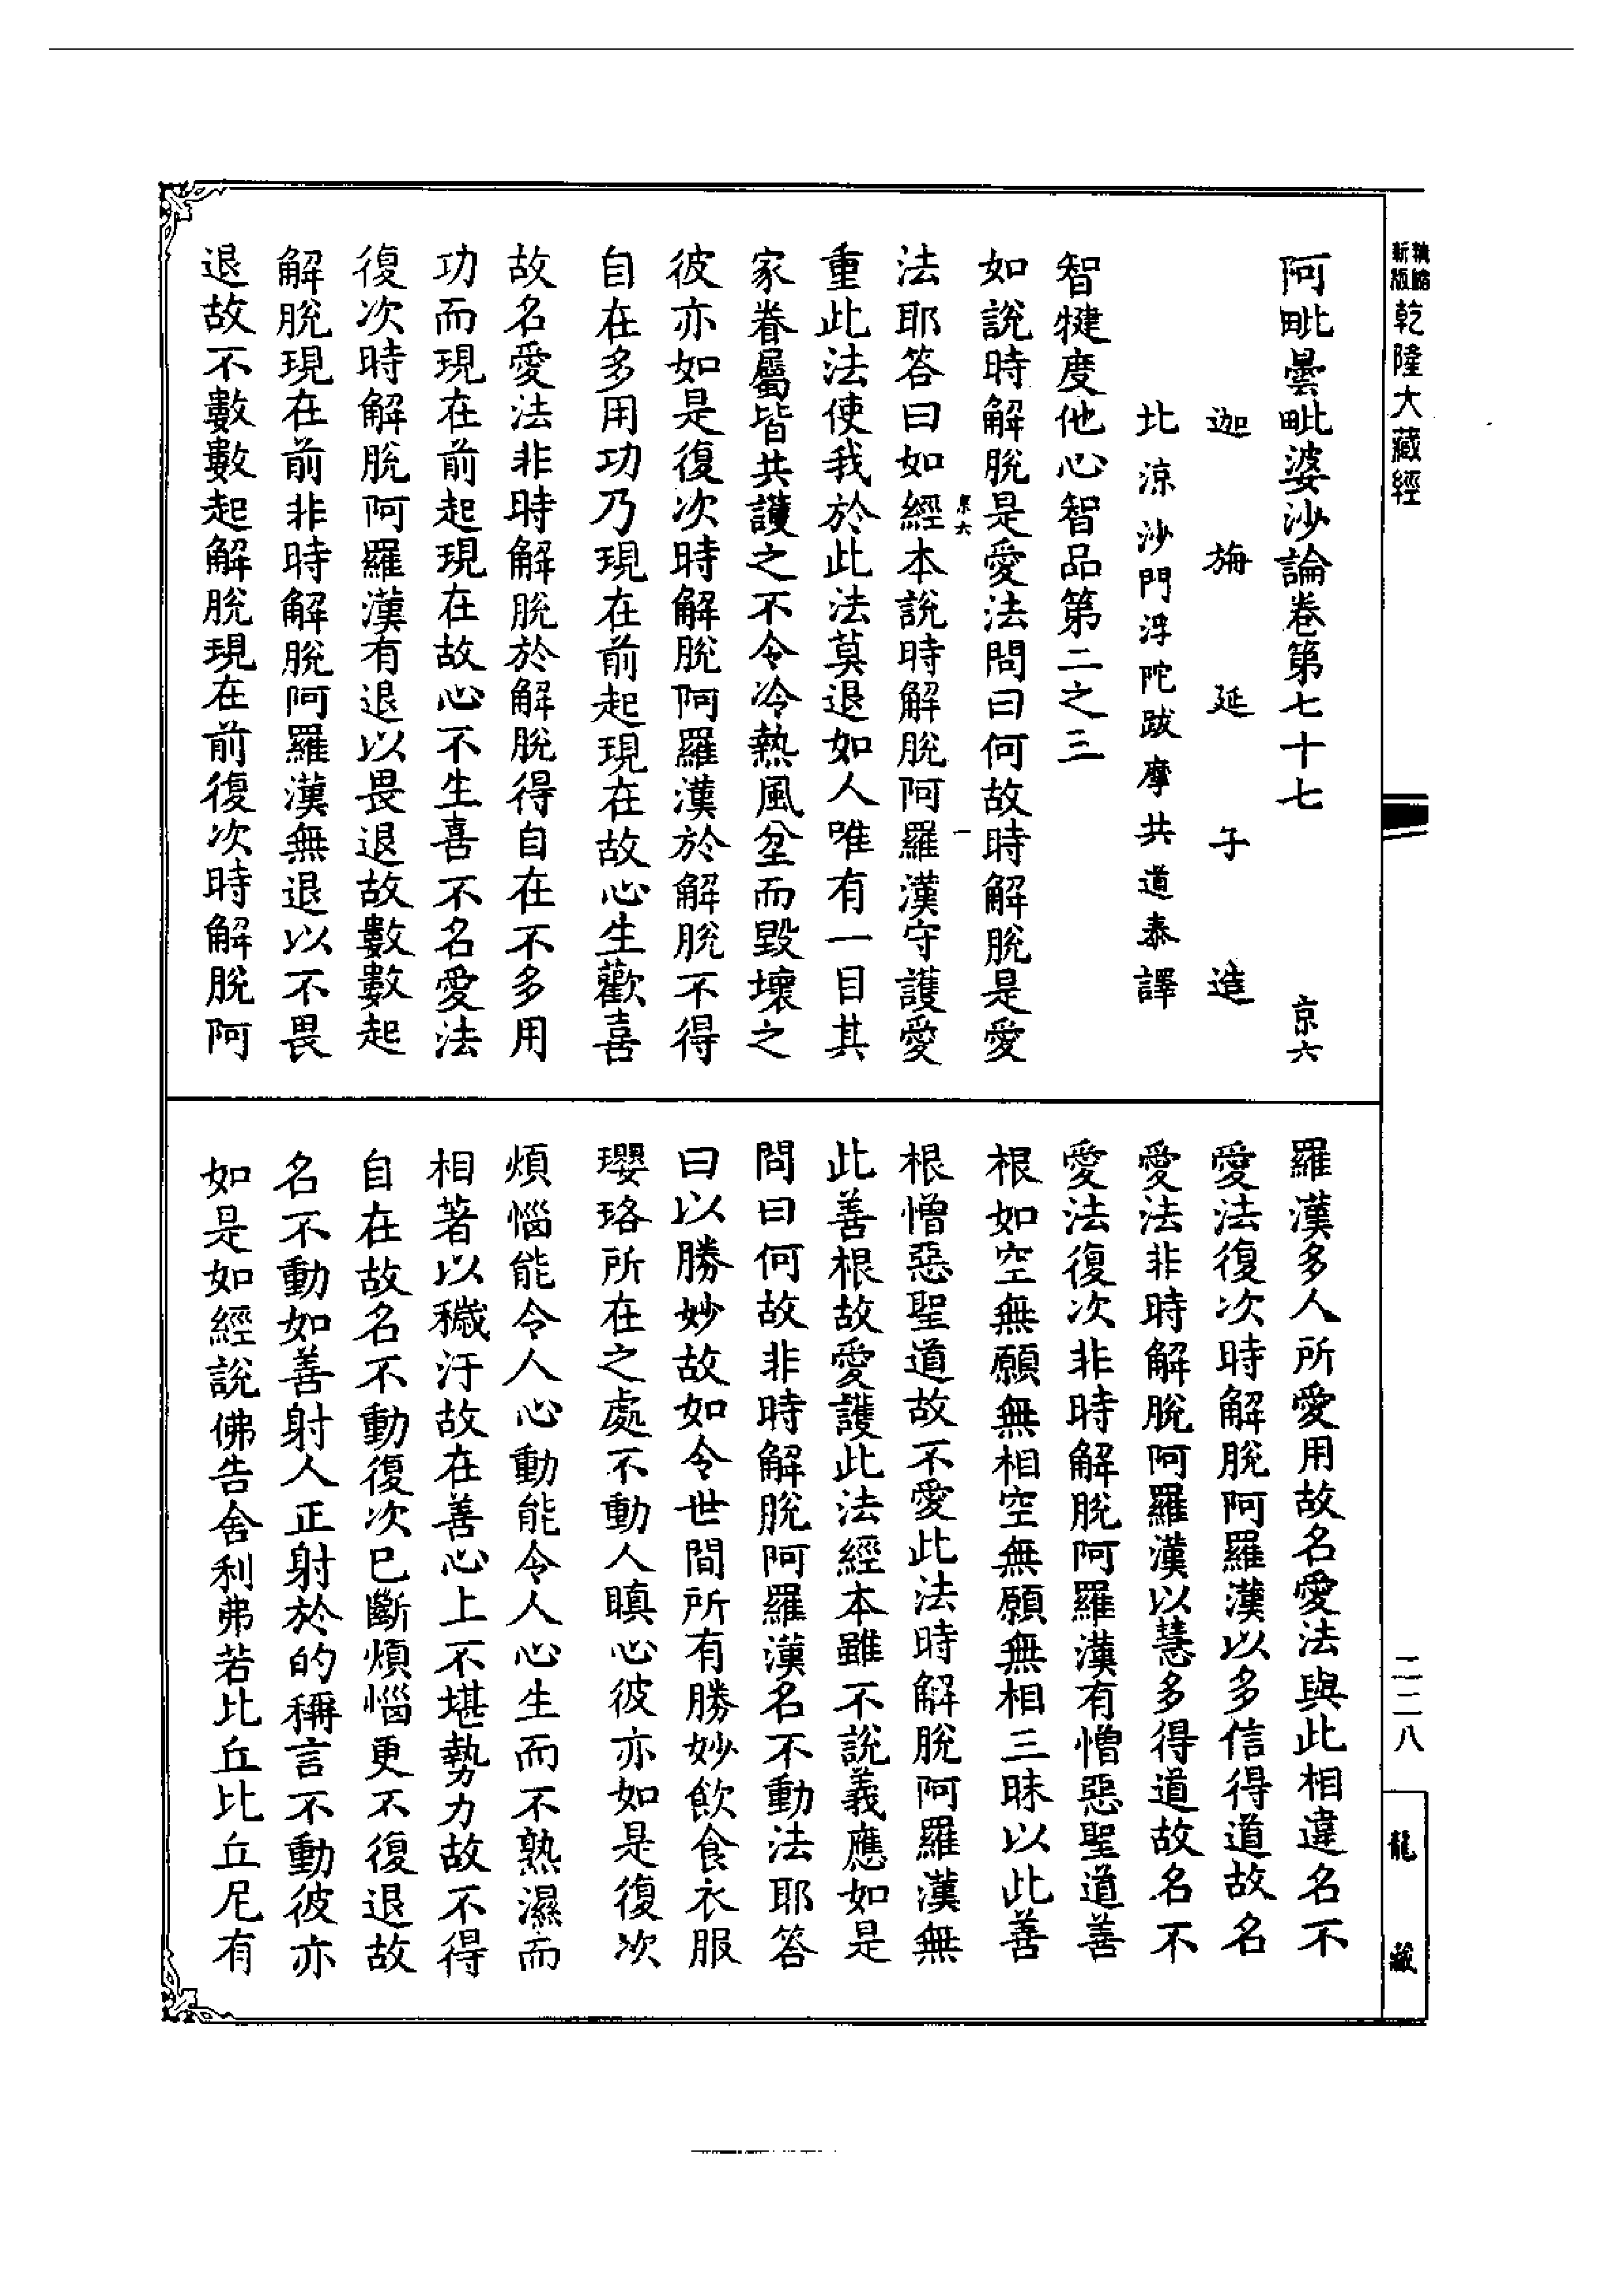 精縮
新版
乾隆大藏經
二二八
龍藏
阿毗曇毗婆沙論卷第七十七 京六
迦旃延子造
北涼沙門浮陀跋摩共道泰譯
智犍度他心智品第二之三
如說時解脫是愛法問曰何故時解脫是愛
京六 一
法耶答曰如經本說時解脫阿羅漢守護愛
重此法使我於此法莫退如人唯有一目其
家眷屬皆共護之不令冷熱風坌而毀壞之
彼亦如是復次時解脫阿羅漢於解脫不得
自在多用功乃現在前起現在故心生歡喜
故名愛法非時解脫於解脫得自在不多用
功而現在前起現在故心不生喜不名愛法
復次時解脫阿羅漢有退以畏退故數數起
解脫現在前非時解脫阿羅漢無退以不畏
退故不數數起解脫現在前復次時解脫阿
羅漢多人所愛用故名愛法與此相違名不
愛法復次時解脫阿羅漢以多信得道故名
愛法非時解脫阿羅漢以慧多得道故名不
愛法復次非時解脫阿羅漢有憎惡聖道善
根如空無願無相空無願無相三昧以此善
根憎惡聖道故不愛此法時解脫阿羅漢無
此善根故愛護此法經本雖不說義應如是
問曰何故非時解脫阿羅漢名不動法耶答
曰以勝妙故如令世間所有勝妙飲食衣服
瓔珞所在之處不動人瞋心彼亦如是復次
煩惱能令人心動能令人心生而不熟濕而
相著以穢汙故在善心上不堪勢力故不得
自在故名不動復次已斷煩惱更不復退故
名不動如善射人正射於的稱言不動彼亦
如是如經說佛告舍利弗若比丘比丘尼有